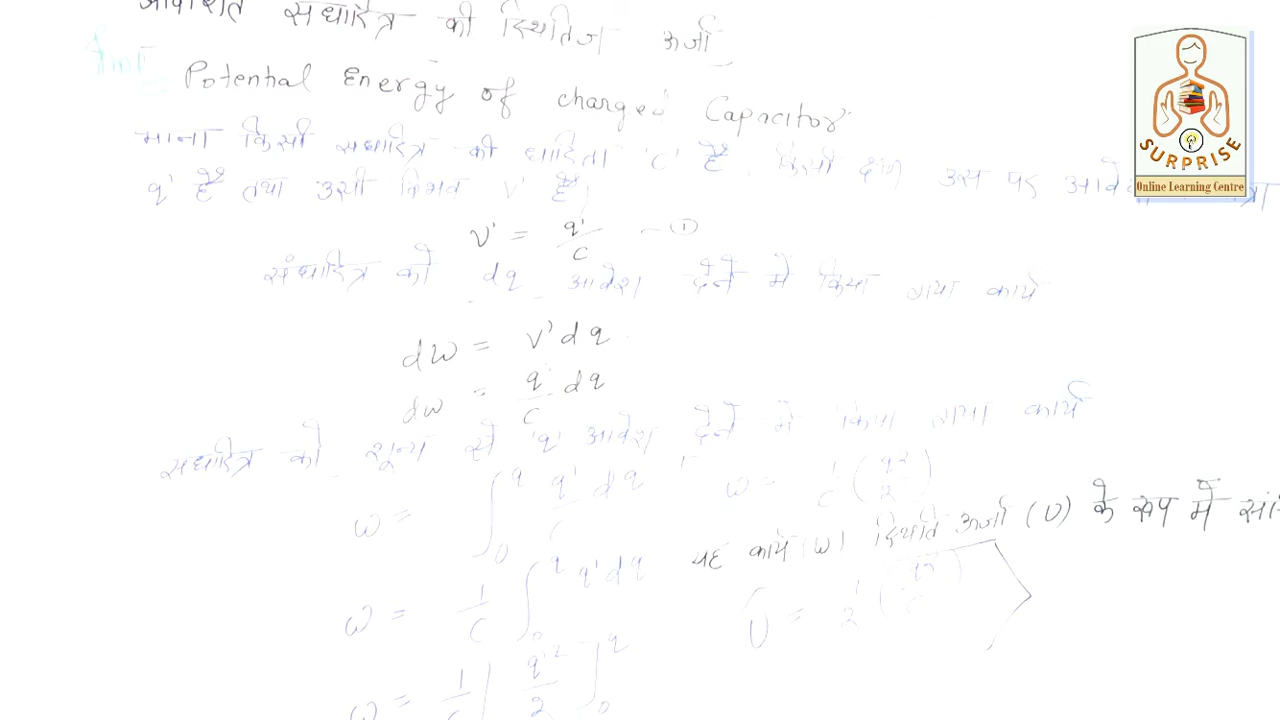 आवेशित संधारित्र की स्थितिज ऊर्जा
Imt
Potential Energy of charged Capacitor
माना किसी संधारित्र की धारिता 'C' है किसी क्षण उस पर
q' है तथा उसी विभव V' है
V' = q'/C —①
संधारित्र को dq आवेश देने में किया गया कार्य
dW = V'dq
dW = q'/C dq
संधारित्र को शून्य से 'q' आवेश देने में किया गया कार्य
W = ∫₀^q q'dq/C
W = 1/C (q²/2)
यह कार्य (W) स्थिति ऊर्जा (U) के रूप में
W = 1/C ∫₀^q q'dq
U = 1/2 (q²/C)
W = 1/C [q'²/2]₀^q
SURPRISE
Online Learning Centre